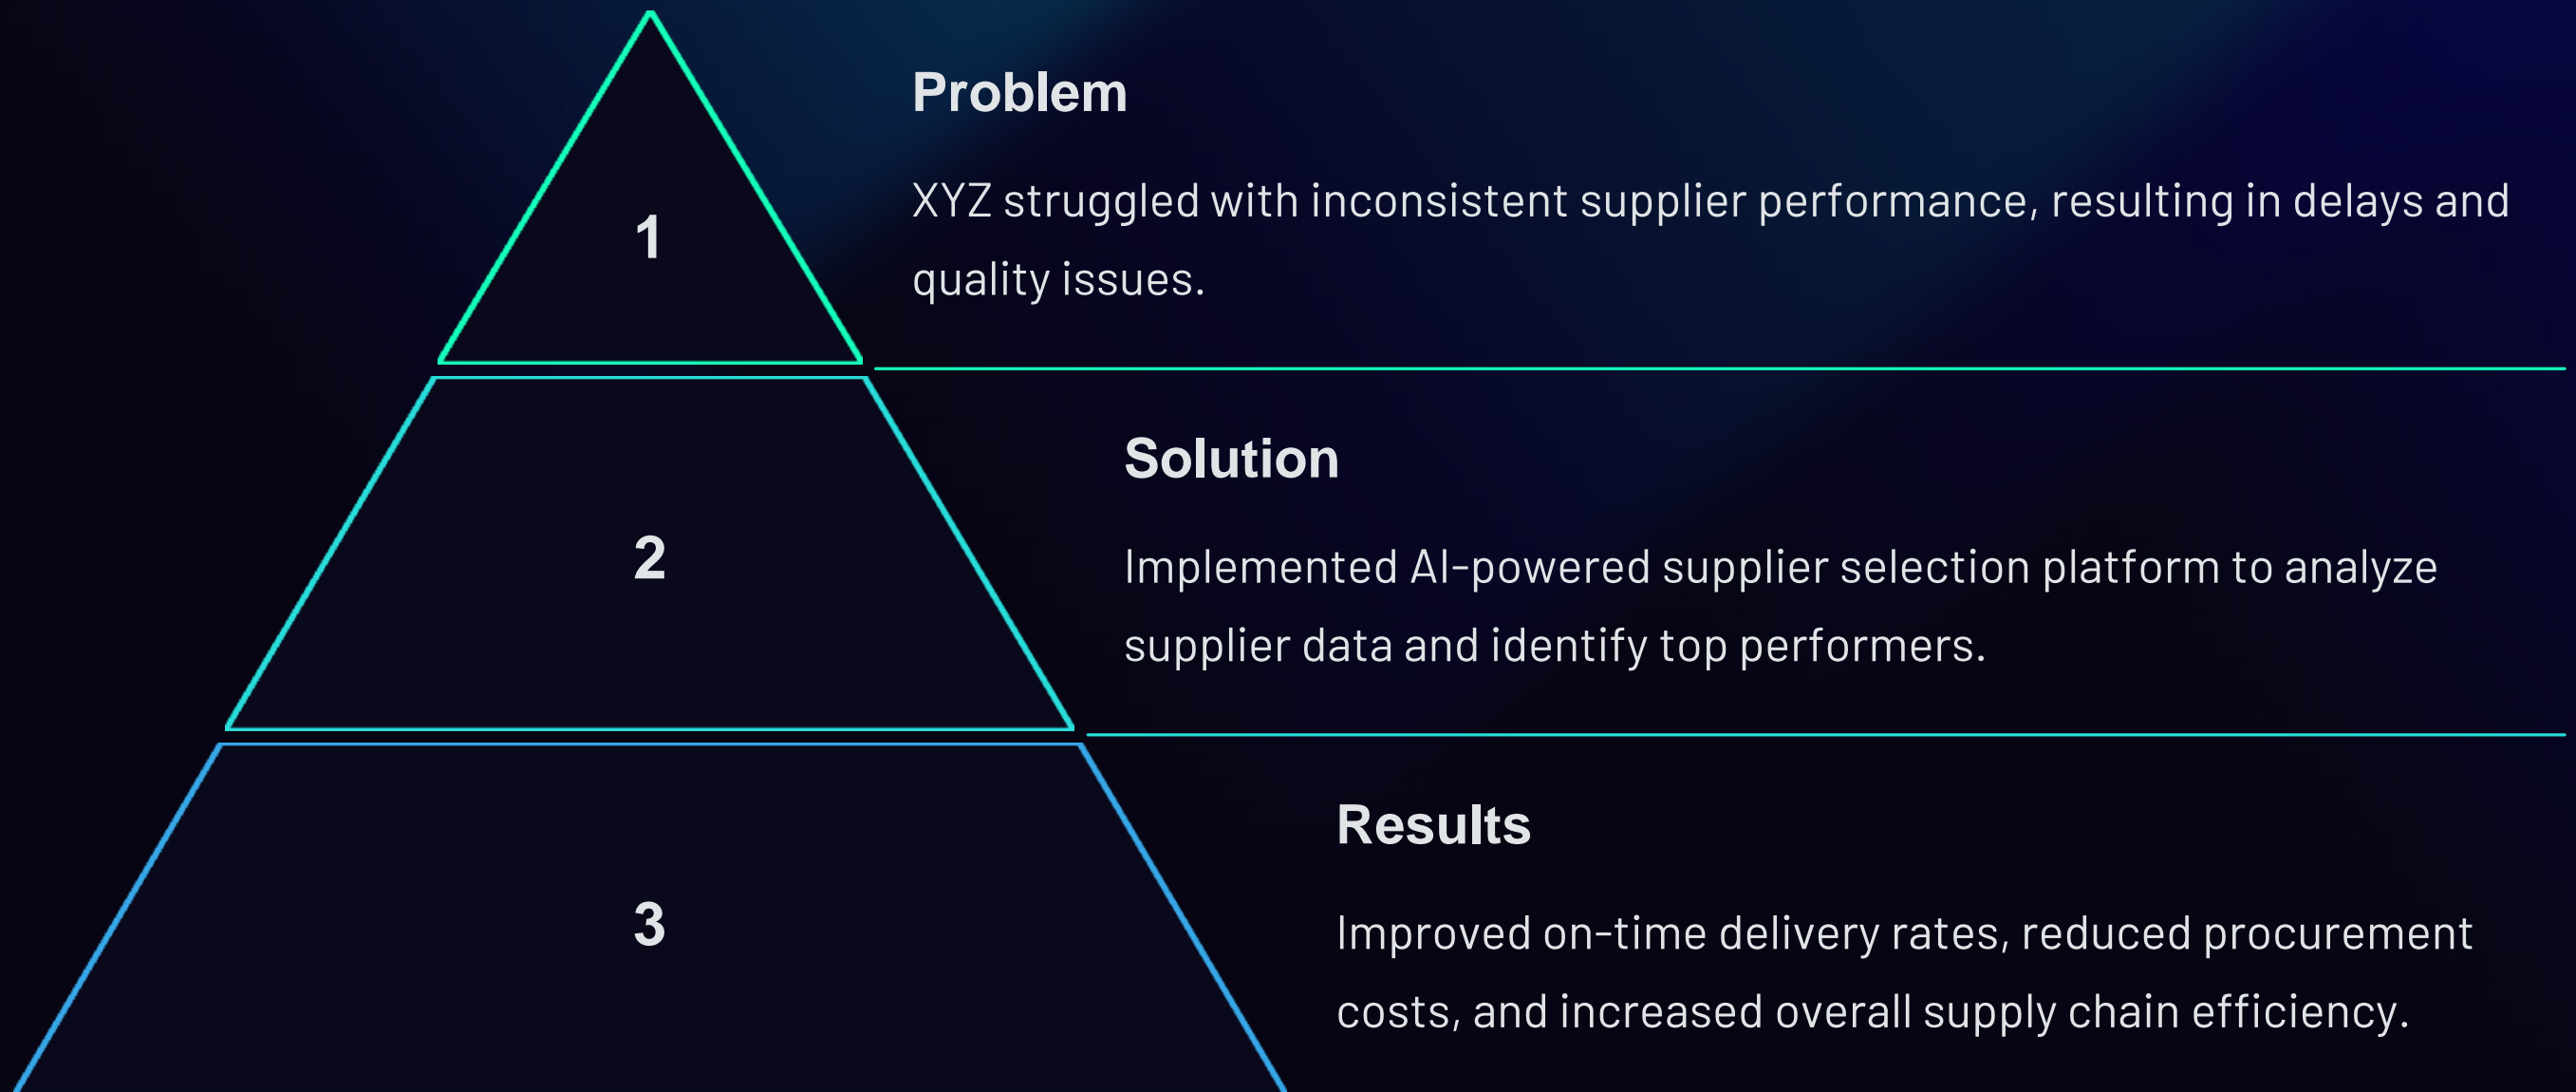 1
Problem
XYZ struggled with inconsistent supplier performance, resulting in delays and
quality issues.
2
Solution
Implemented AI-powered supplier selection platform to analyze
supplier data and identify top performers.
3
Results
Improved on-time delivery rates, reduced procurement
costs, and increased overall supply chain efficiency.